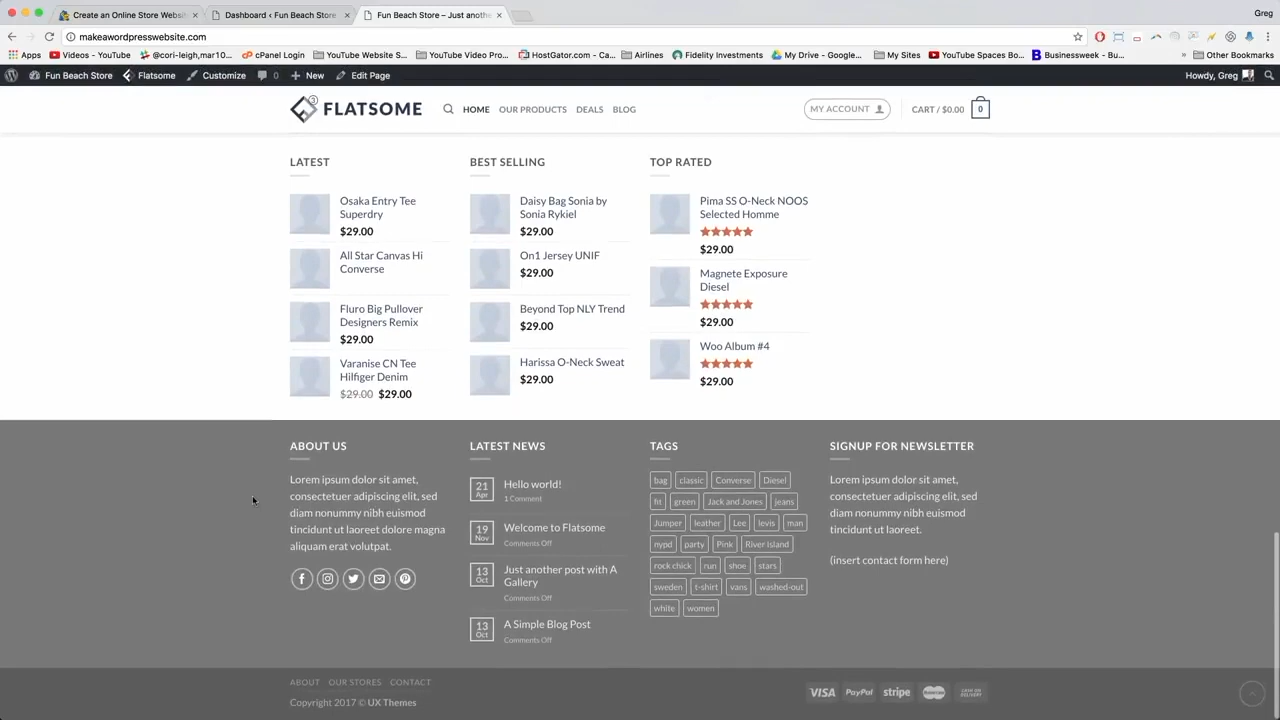 Create an Online Store Websit
Dashboard ‹ Fun Beach Store
Fun Beach Store – Just anothe
Greg
makeawordpresswebsite.com
Apps
Videos - YouTube
@cori-leigh,mar10...
cPanel Login
YouTube Website S...
YouTube Video Pro...
HostGator.com - Ca...
Airlines
Fidelity Investments
My Drive - Google...
My Sites
YouTube Spaces Bo...
Businessweek - Bu...
Other Bookmarks
Fun Beach Store
Flatsome
Customize
0
New
Edit Page
Howdy, Greg
3
FLATSOME
HOME
OUR PRODUCTS
DEALS
BLOG
MY ACCOUNT
CART / $0.00
0
LATEST
Osaka Entry Tee
Superdry
$29.00
All Star Canvas Hi
Converse
Fluro Big Pullover
Designers Remix
$29.00
Varanise CN Tee
Hilfiger Denim
$29.00 $29.00
BEST SELLING
Daisy Bag Sonia by
Sonia Rykiel
$29.00
On1 Jersey UNIF
$29.00
Beyond Top NLY Trend
$29.00
Harissa O-Neck Sweat
$29.00
TOP RATED
Pima SS O-Neck NOOS
Selected Homme
$29.00
Magnete Exposure
Diesel
$29.00
Woo Album #4
$29.00
ABOUT US
Lorem ipsum dolor sit amet,
consectetuer adipiscing elit, sed
diam nonummy nibh euismod
tincidunt ut laoreet dolore magna
aliquam erat volutpat.
LATEST NEWS
21
Apr
Hello world!
1 Comment
19
Nov
Welcome to Flatsome
Comments Off
13
Oct
Just another post with A
Gallery
Comments Off
13
Oct
A Simple Blog Post
Comments Off
TAGS
bag classic Converse Diesel
fit green Jack and Jones jeans
Jumper leather Lee levis man
nypd party Pink River Island
rock chick run shoe stars
sweden t-shirt vans washed-out
white women
SIGNUP FOR NEWSLETTER
Lorem ipsum dolor sit amet,
consectetuer adipiscing elit, sed
diam nonummy nibh euismod
tincidunt ut laoreet.
(insert contact form here)
ABOUT OUR STORES CONTACT
Copyright 2017 © UX Themes
VISA
PayPal
stripe
MasterCard
CASH ON
DELIVERY